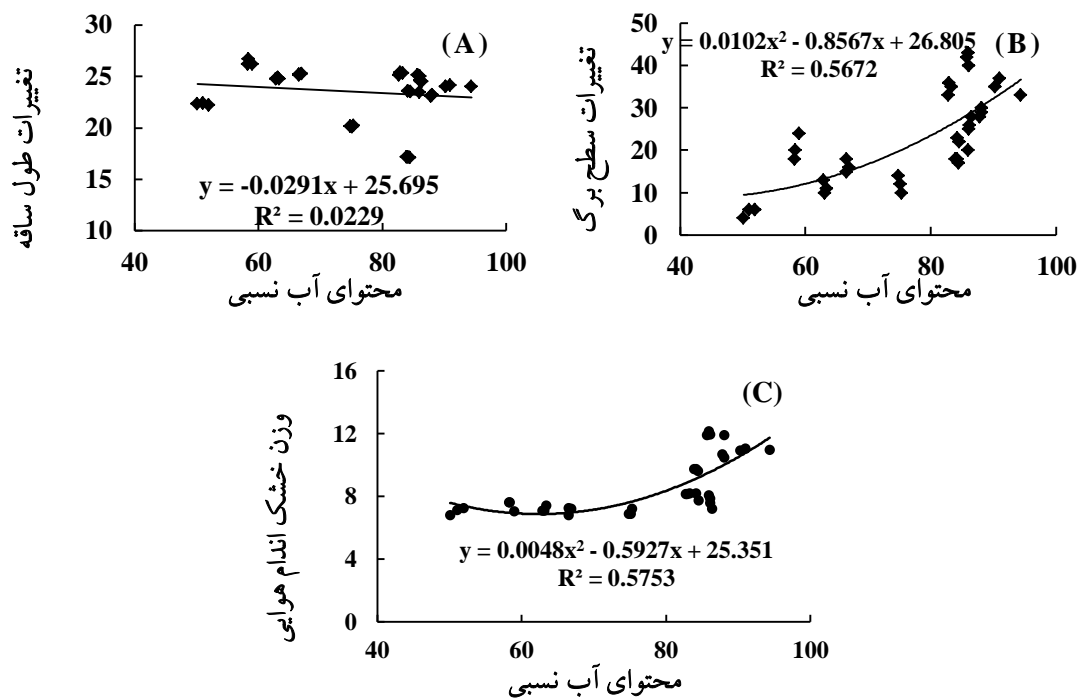 (A)
30
25
20
15
10
40
60
80
100
y = -0.0291x + 25.695
R² = 0.0229
تغییرات طول ساقه
محتوای آب نسبی
(B)
50
40
30
20
10
0
40
60
80
100
y = 0.0102x² - 0.8567x + 26.805
R² = 0.5672
تغییرات سطح برگ
محتوای آب نسبی
(C)
16
12
8
4
0
40
60
80
100
y = 0.0048x² - 0.5927x + 25.351
R² = 0.5753
وزن خشک اندام هوایی
محتوای آب نسبی